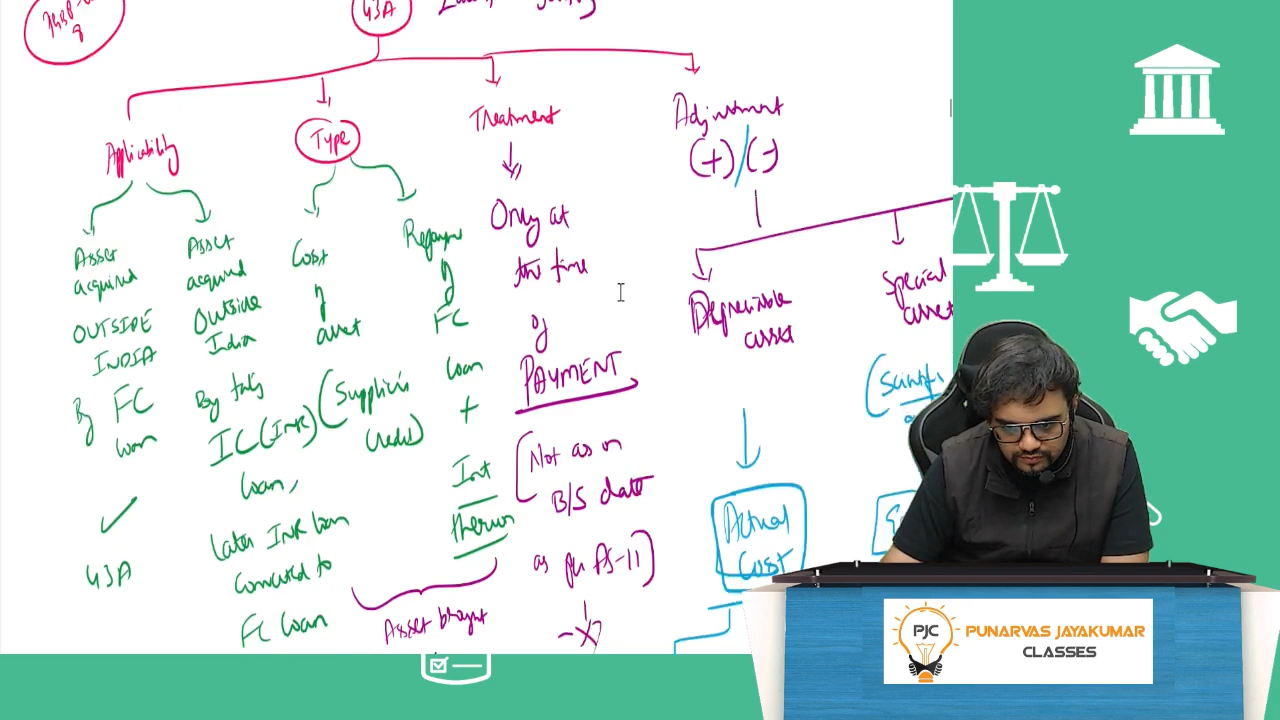 43A
Applicability
Type
Treatment
Adjustment
(+)/(-)
Asset
acquired
OUTSIDE
INDIA
By FC
loan
43A
Asset
acquired
Outside
India
By taking
IC (INR)
loan,
later INR loan
converted to
FC loan
Cost
of
asset
(Supplier's
credit)
Repayment
of
FC
loan
+
Int
thereon
Asset bought
Only at
the time
of
PAYMENT
[Not as on
B/S date
as per AS-11]
-X?
Depreciable
asset
Actual
Cost
Special
asset
(Scientific
PJC
PUNARVAS JAYAKUMAR
CLASSES